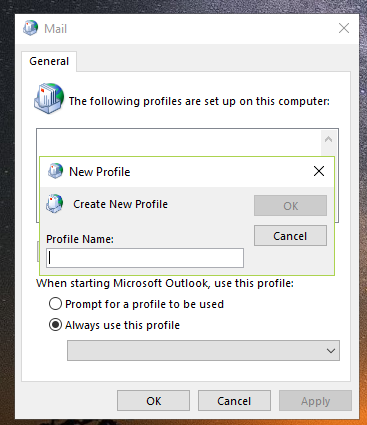 Mail
General
The following profiles are set up on this computer:
New Profile
Create New Profile
OK
Profile Name:
Cancel
When starting Microsoft Outlook, use this profile:
Prompt for a profile to be used
Always use this profile
OK Cancel Apply